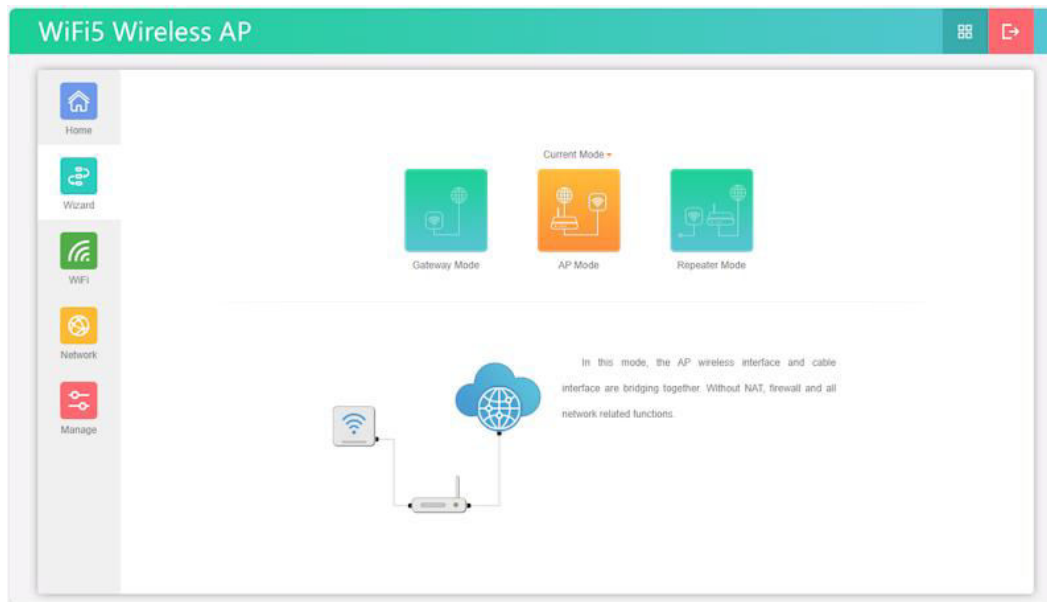 WiFi5 Wireless AP
Home
Wizard
WiFi
Network
Manage
Current Mode
Gateway Mode
AP Mode
Repeater Mode
In this mode, the AP wireless interface and cable
interface are bridging together. Without NAT, firewall and all
network related functions.